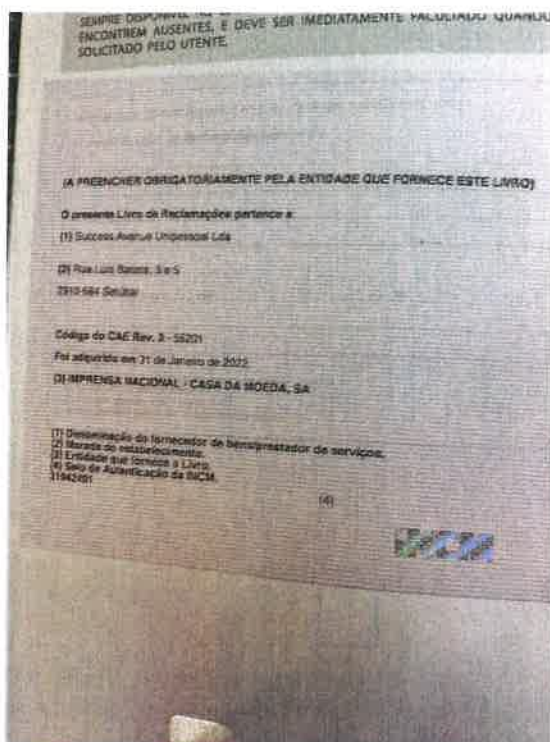 ENCONTREM AUSENTES, E DEVE SER IMEDIATAMENTE FACULTADO QUANDO
SOLICITADO PELO UTENTE.
(A PREENCHER OBRIGATORIAMENTE PELA ENTIDADE QUE FORNECE ESTE LIVRO)
O presente Livro de Reclamações pertence a:
(1) Success Avenue Unipessoal Lda
(2) Rua Luis 3 e 5
2910-584 Setúbal
Código do CAE Rev. 3 - 55201
Foi adquirido em 31 de Janeiro de 2022
(3) IMPRENSA NACIONAL - CASA DA MOEDA, SA
(1) Denominação do fornecedor de bens/prestador de serviços.
(2) Morada do estabelecimento.
(3) Entidade que fornece o Livro.
(4) Selo de Autenticação da INCM.
31942491
(4)
INCM